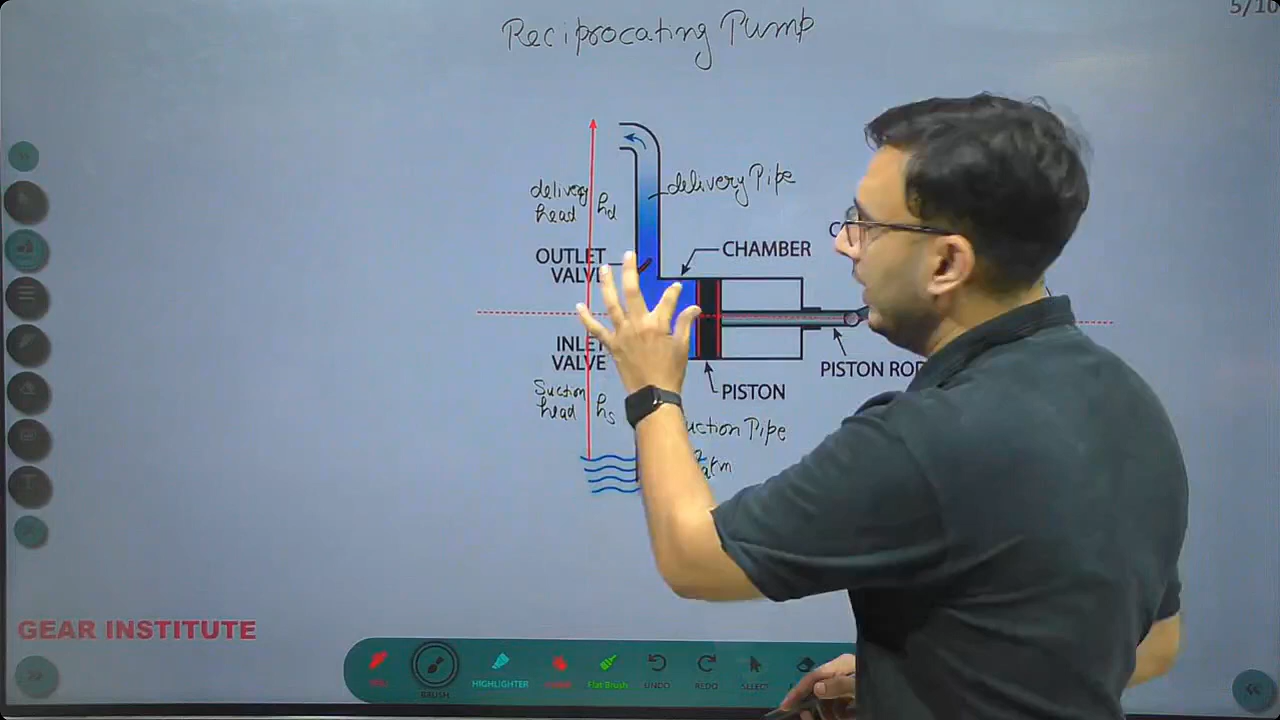 5/10
Reciprocating Pump
delivery
head hd
delivery Pipe
OUTLET
VALVE
CHAMBER
INLET
VALVE
PISTON ROD
Suction
head hs
PISTON
Suction Pipe
atm
GEAR INSTITUTE
BRUSH
HIGHLIGHTER
Flat Brush
UNDO
REDO
SELECT